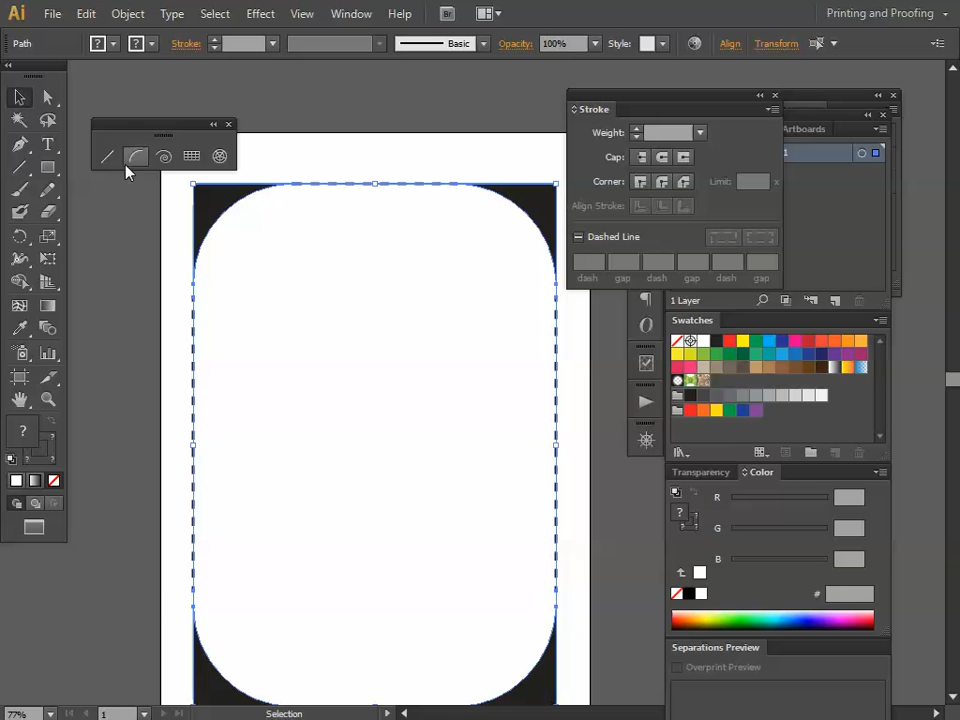 Ai File Edit Object Type Select Effect View Window Help Br Printing and Proofing
Path ? ? Stroke: Basic Opacity: 100% Style: Align Transform
Stroke
Weight:
Cap:
Corner: Limit: x
Align Stroke:
Dashed Line
dash gap dash gap dash gap
Artboards
1
1 Layer
Swatches
Transparency Color
?
R
G
B
#
Separations Preview
Overprint Preview
T
?
77% 1 Selection